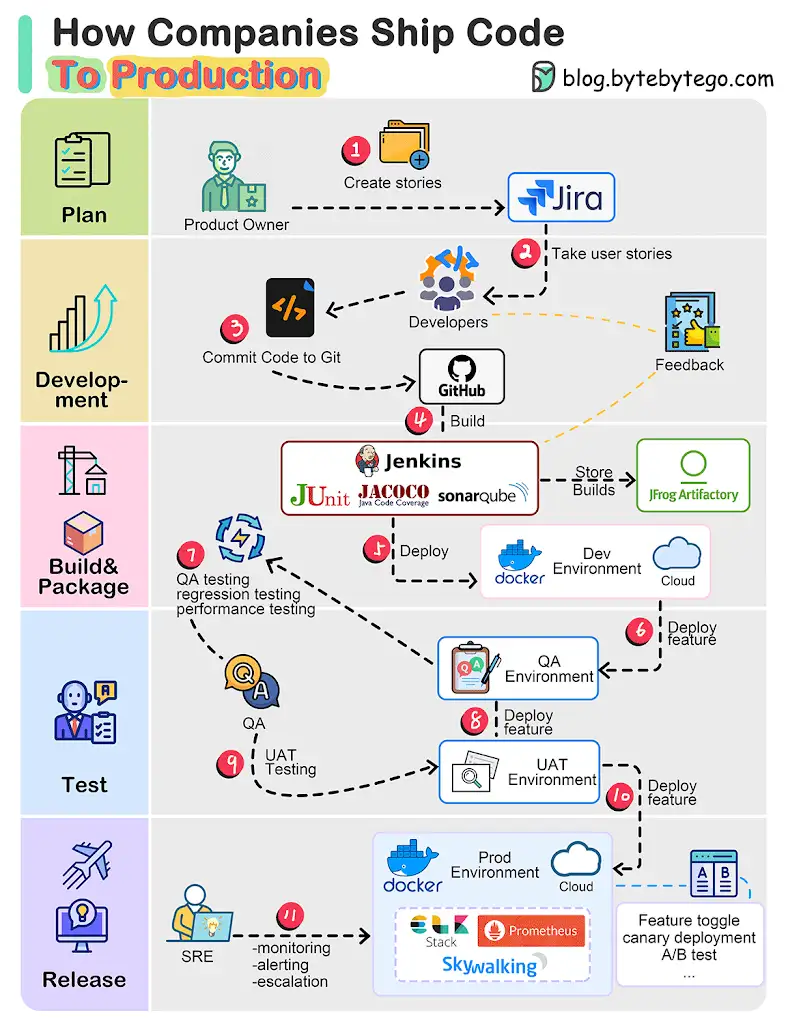 How Companies Ship Code
To Production
blog.bytebytego.com
Plan
1
Create stories
Product Owner
Jira
2
Take user stories
Develop-
ment
Developers
3
Commit Code to Git
GitHub
Feedback
4
Build
Build&
Package
Jenkins
JUnit
JACOCO
Java Code Coverage
sonarqube
Store
Builds
JFrog Artifactory
5
Deploy
docker
Dev
Environment
Cloud
7
QA testing
regression testing
performance testing
6
Deploy
feature
Test
A
Q A
QA
Environment
Q A
QA
8
Deploy
feature
9
UAT
Testing
UAT
Environment
10
Deploy
feature
Release
docker
Prod
Environment
Cloud
A B
SRE
11
-monitoring
-alerting
-escalation
ELK
Stack
Prometheus
Skywalking
Feature toggle
canary deployment
A/B test
...